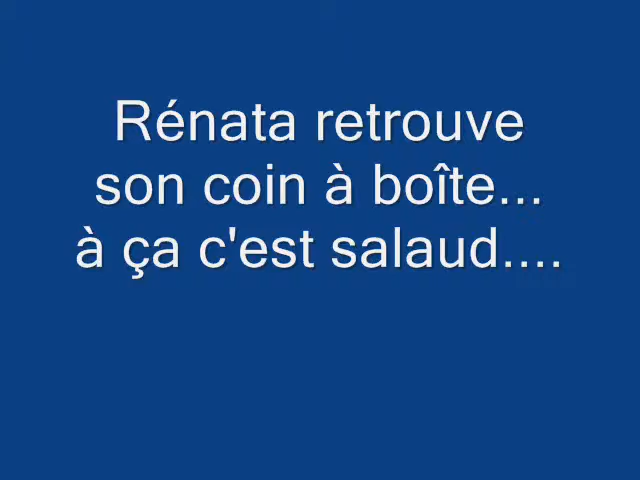 Rénata retrouve
son coin à boîte...
à ça c'est salaud....